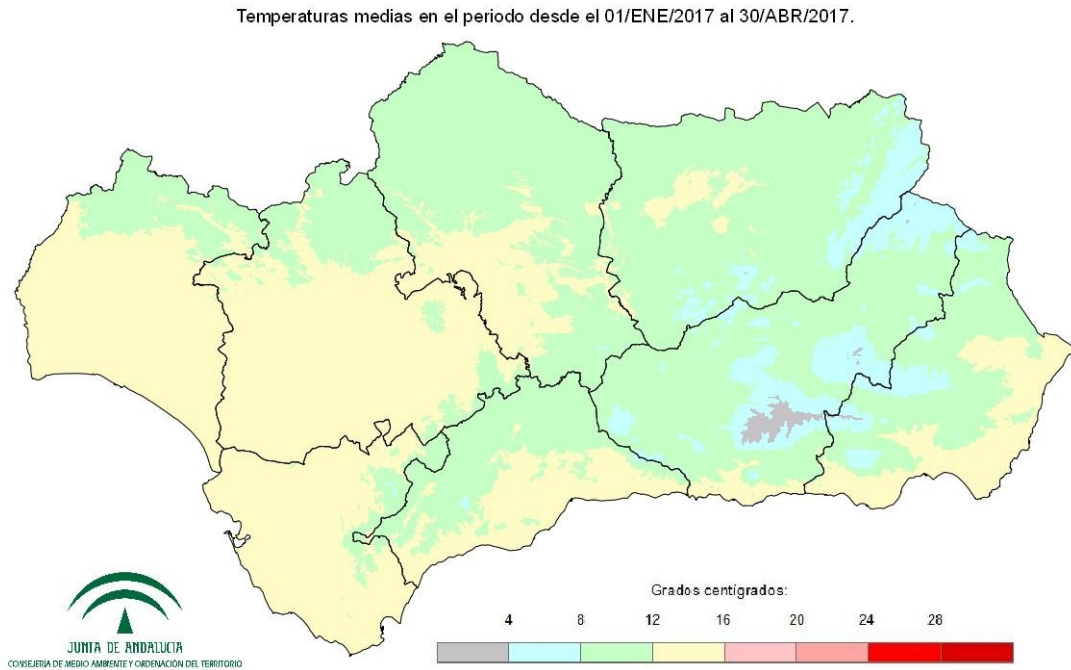 Temperaturas medias en el periodo desde el 01/ENE/2017 al 30/ABR/2017.
Grados centígrados:
4 8 12 16 20 24 28
JUNTA DE ANDALUCIA
CONSEJERIA DE MEDIO AMBIENTE Y ORDENACIÓN DEL TERRITORIO